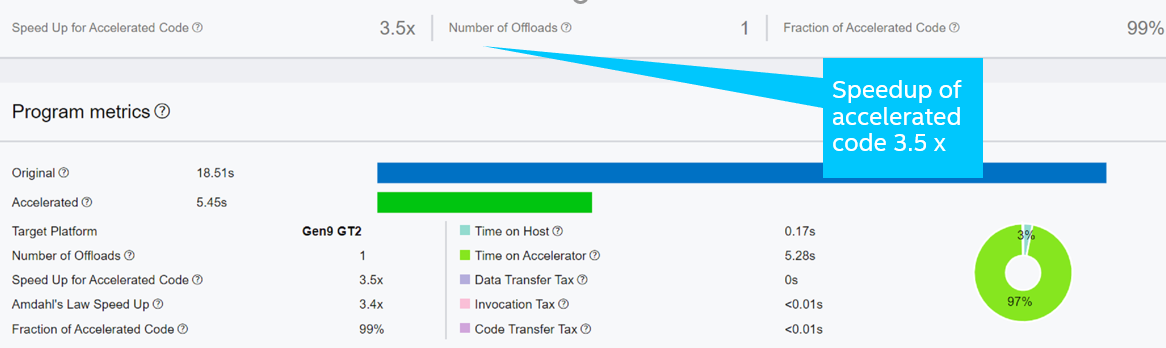 Speed Up for Accelerated Code 3.5x Number of Offloads 1 Fraction of Accelerated Code 99%
Speedup of
accelerated
code 3.5 x
Program metrics
Original 18.51s
Accelerated 5.45s
Target Platform Gen9 GT2
Number of Offloads 1
Speed Up for Accelerated Code 3.5x
Amdahl's Law Speed Up 3.4x
Fraction of Accelerated Code 99%
Time on Host 0.17s
Time on Accelerator 5.28s
Data Transfer Tax 0s
Invocation Tax <0.01s
Code Transfer Tax <0.01s
3%
97%